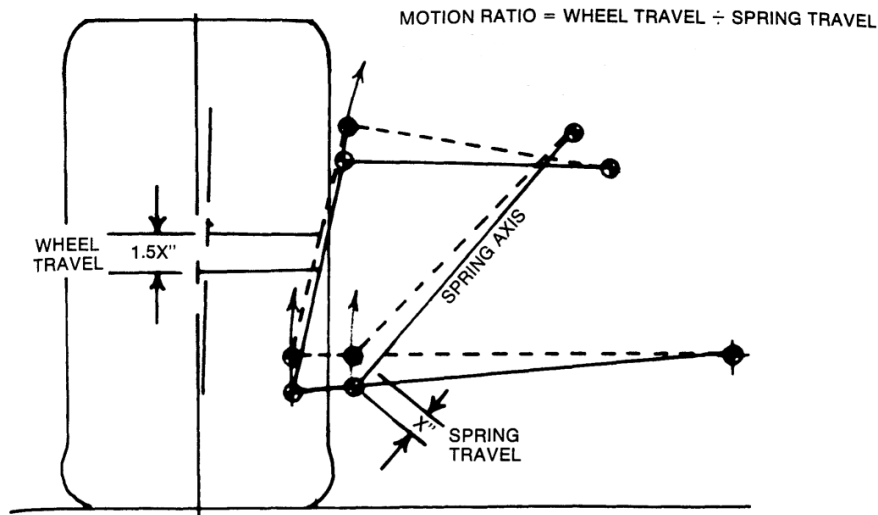 MOTION RATIO = WHEEL TRAVEL ÷ SPRING TRAVEL
WHEEL
TRAVEL
1.5X"
SPRING AXIS
X"
SPRING
TRAVEL